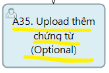 A35. Upload thêm
chứng từ
(Optional)